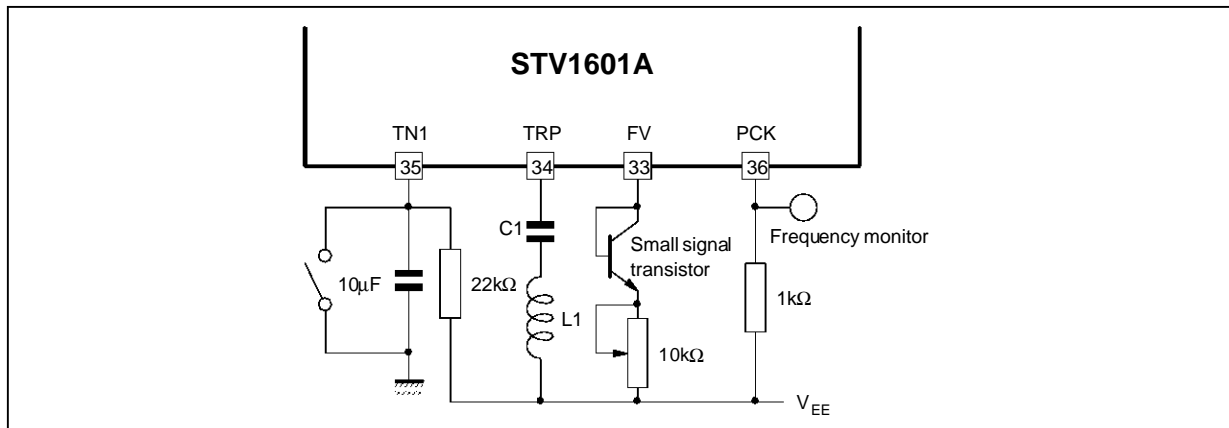 STV1601A
TN1 TRP FV PCK
35 34 33 36
C1
Frequency monitor
Small signal
transistor
10μF 22kΩ 1kΩ
L1
10kΩ
VEE